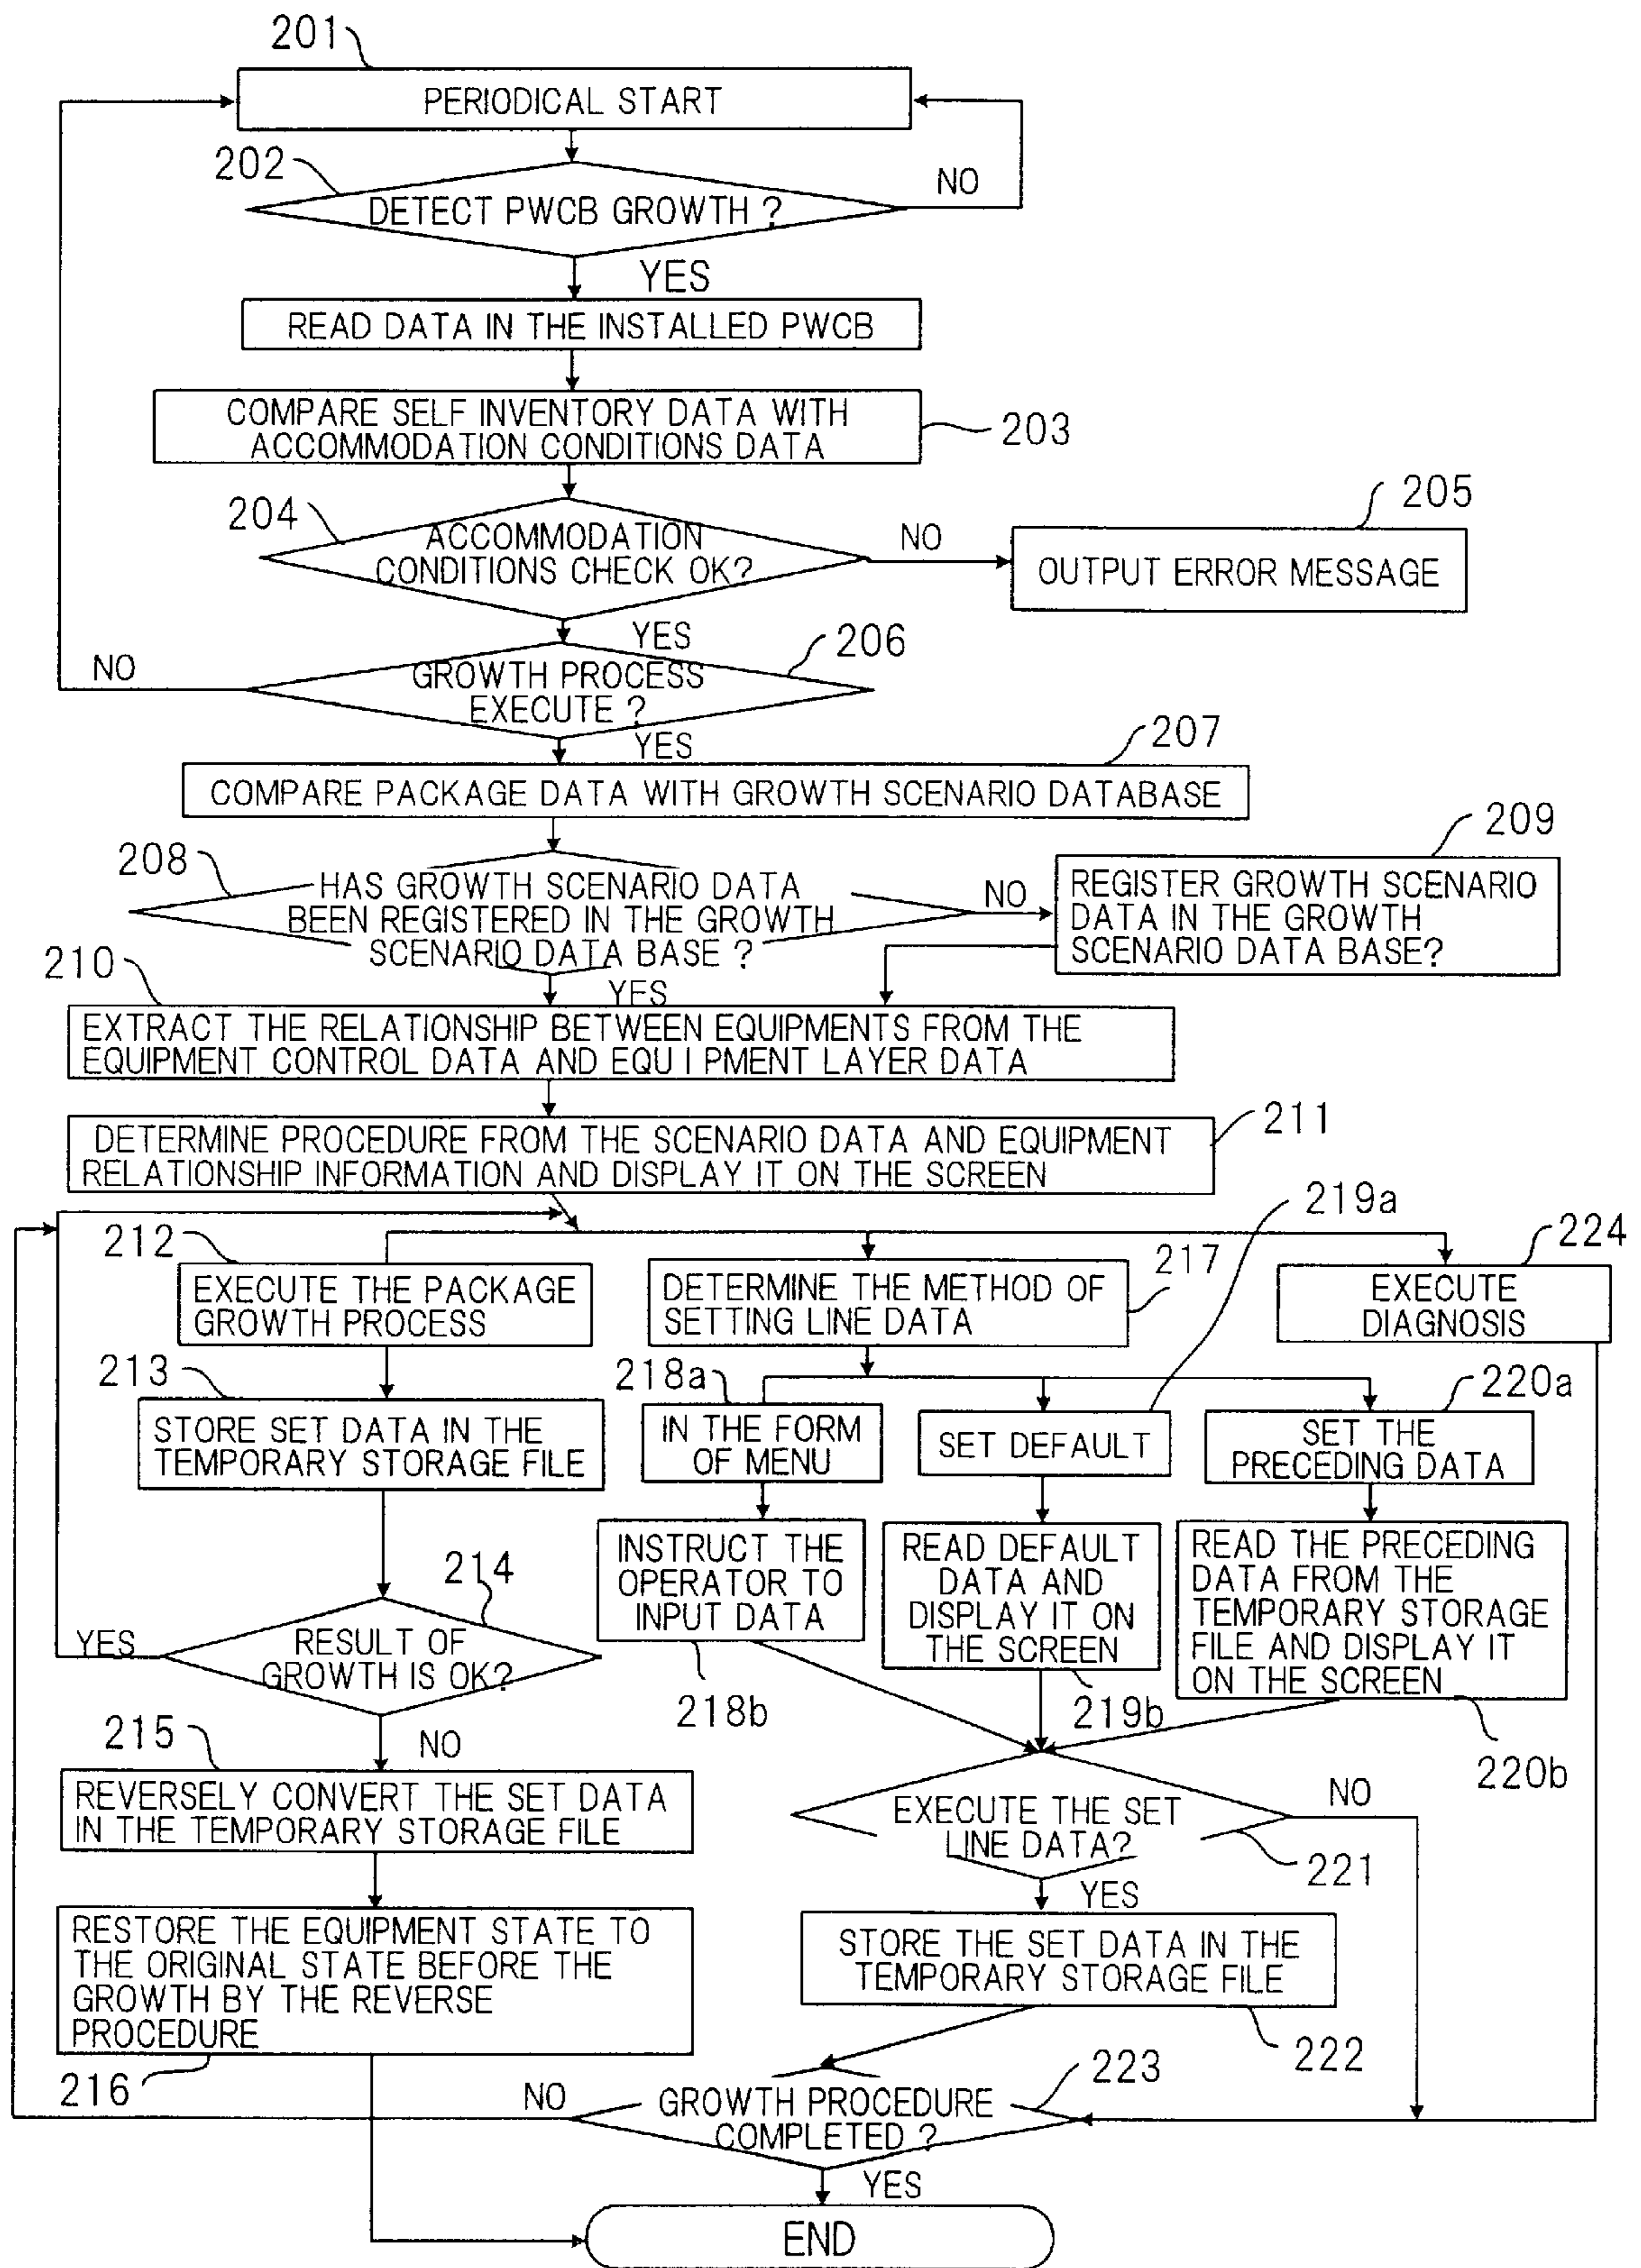 201
PERIODICAL START
202
NO
DETECT PWCB GROWTH ?
YES
READ DATA IN THE INSTALLED PWCB
COMPARE SELF INVENTORY DATA WITH
ACCOMMODATION CONDITIONS DATA
203
204
ACCOMMODATION
CONDITIONS CHECK OK?
NO
205
OUTPUT ERROR MESSAGE
YES
206
NO
GROWTH PROCESS
EXECUTE ?
YES
207
COMPARE PACKAGE DATA WITH GROWTH SCENARIO DATABASE
208
HAS GROWTH SCENARIO DATA
BEEN REGISTERED IN THE GROWTH
SCENARIO DATA BASE ?
NO
209
REGISTER GROWTH SCENARIO
DATA IN THE GROWTH
SCENARIO DATA BASE?
210
YES
EXTRACT THE RELATIONSHIP BETWEEN EQUIPMENTS FROM THE
EQUIPMENT CONTROL DATA AND EQUIPMENT LAYER DATA
211
DETERMINE PROCEDURE FROM THE SCENARIO DATA AND EQUIPMENT
RELATIONSHIP INFORMATION AND DISPLAY IT ON THE SCREEN
219a
212
224
EXECUTE THE PACKAGE
GROWTH PROCESS
DETERMINE THE METHOD OF
SETTING LINE DATA
217
EXECUTE
DIAGNOSIS
213
218a
220a
STORE SET DATA IN THE
TEMPORARY STORAGE FILE
IN THE FORM
OF MENU
SET DEFAULT
SET THE
PRECEDING DATA
INSTRUCT THE
OPERATOR TO
INPUT DATA
READ DEFAULT
DATA AND
DISPLAY IT ON
THE SCREEN
READ THE PRECEDING
DATA FROM THE
TEMPORARY STORAGE
FILE AND DISPLAY IT
ON THE SCREEN
214
YES
RESULT OF
GROWTH IS OK?
218b
219b
220b
215
NO
REVERSELY CONVERT THE SET DATA
IN THE TEMPORARY STORAGE FILE
EXECUTE THE SET
LINE DATA?
NO
221
YES
RESTORE THE EQUIPMENT STATE TO
THE ORIGINAL STATE BEFORE THE
GROWTH BY THE REVERSE
PROCEDURE
STORE THE SET DATA IN THE
TEMPORARY STORAGE FILE
222
216
NO
GROWTH PROCEDURE
COMPLETED ?
223
YES
END